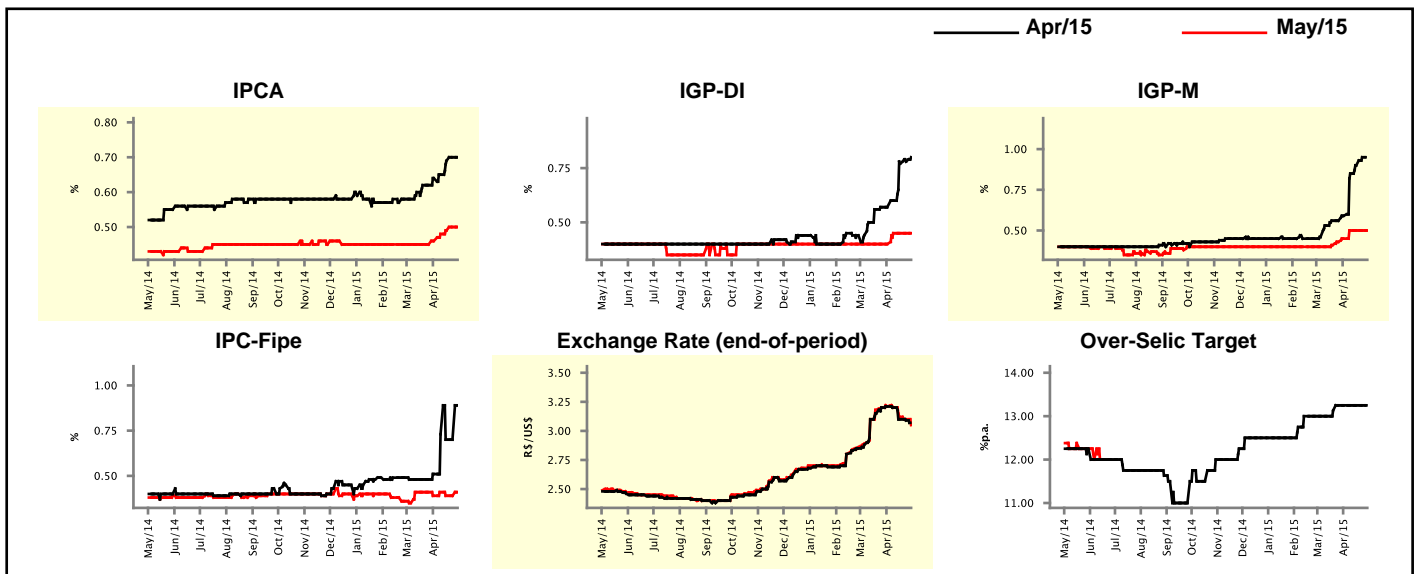 Apr/15 May/15
IPCA IGP-DI IGP-M
0.80
0.70
0.60
0.50
%
May/14 Jun/14 Jul/14 Aug/14 Sep/14 Oct/14 Nov/14 Dec/14 Jan/15 Feb/15 Mar/15 Apr/15
0.75
0.50
%
May/14 Jun/14 Jul/14 Aug/14 Sep/14 Oct/14 Nov/14 Dec/14 Jan/15 Feb/15 Mar/15 Apr/15
1.00
0.75
0.50
%
May/14 Jun/14 Jul/14 Aug/14 Sep/14 Oct/14 Nov/14 Dec/14 Jan/15 Feb/15 Mar/15 Apr/15
IPC-Fipe Exchange Rate (end-of-period) Over-Selic Target
1.00
0.75
0.50
%
May/14 Jun/14 Jul/14 Aug/14 Sep/14 Oct/14 Nov/14 Dec/14 Jan/15 Feb/15 Mar/15 Apr/15
3.50
3.25
3.00
2.75
2.50
R$/US$
May/14 Jun/14 Jul/14 Aug/14 Sep/14 Oct/14 Nov/14 Dec/14 Jan/15 Feb/15 Mar/15 Apr/15
14.00
13.00
12.00
11.00
%p.a.
May/14 Jun/14 Jul/14 Aug/14 Sep/14 Oct/14 Nov/14 Dec/14 Jan/15 Feb/15 Mar/15 Apr/15